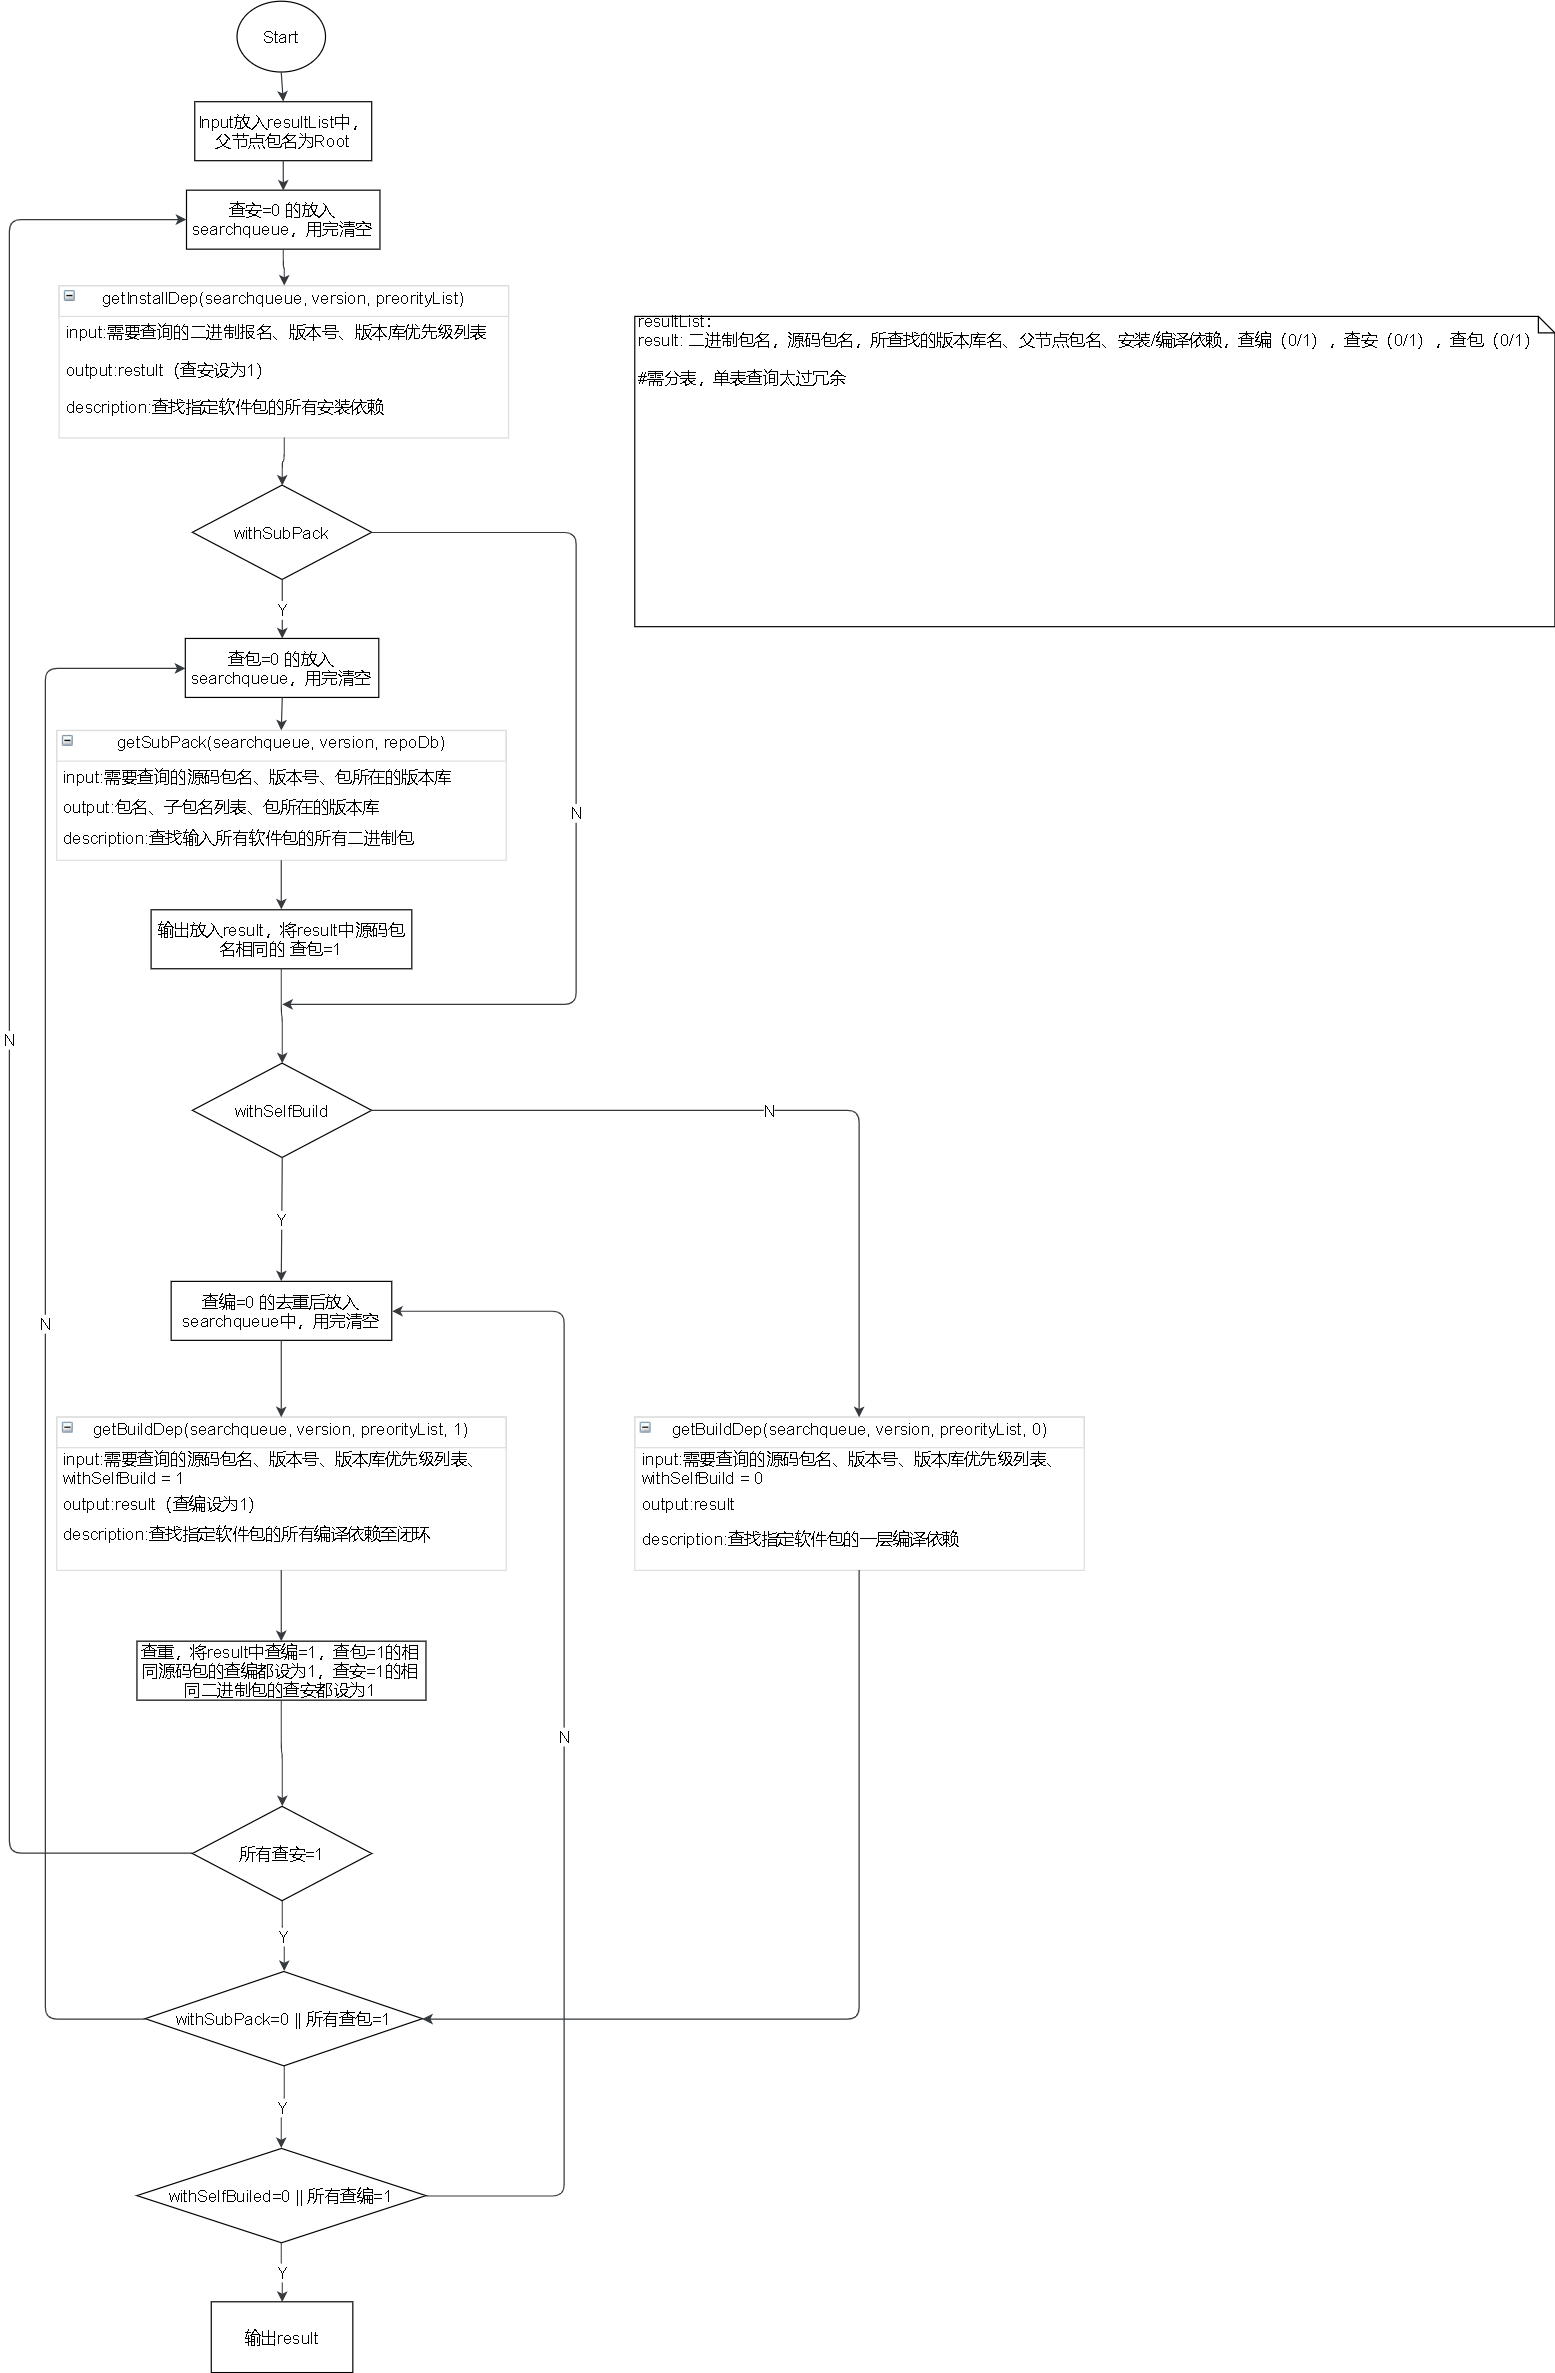 Start
Input放入resultList中，
父节点包名为Root
查安=0 的放入
searchqueue，用完清空
getInstallDep(searchqueue, version, preorityList)
input:需要查询的二进制报名、版本号、版本库优先级列表
output:restult（查安设为1）
description:查找指定软件包的所有安装依赖
resultList:
result: 二进制包名，源码包名，所查找的版本库名、父节点包名、安装/编译依赖，查编（0/1），查安（0/1），查包（0/1）
#需分表，单表查询太过冗余
withSubPack
Y
查包=0 的放入
searchqueue，用完清空
getSubPack(searchqueue, version, repoDb)
input:需要查询的源码包名、版本号、包所在的版本库
output:包名、子包名列表、包所在的版本库
N
description:查找输入所有软件包的所有二进制包
输出放入result，将result中源码包
名相同的 查包=1
N
withSelfBuild
N
Y
查编=0 的去重后放入
searchqueue中，用完清空
N
getBuildDep(searchqueue, version, preorityList, 1)
input:需要查询的源码包名、版本号、版本库优先级列表、
withSelfBuild = 1
output:result（查编设为1）
description:查找指定软件包的所有编译依赖至闭环
getBuildDep(searchqueue, version, preorityList, 0)
input:需要查询的源码包名、版本号、版本库优先级列表、
withSelfBuild = 0
output:result
description:查找指定软件包的一层编译依赖
查重，将result中查编=1，查包=1的相
同源码包的查编都设为1，查安=1的相
同二进制包的查安都设为1
N
所有查安=1
Y
withSubPack=0 || 所有查包=1
Y
withSelfBuiled=0 || 所有查编=1
Y
输出result